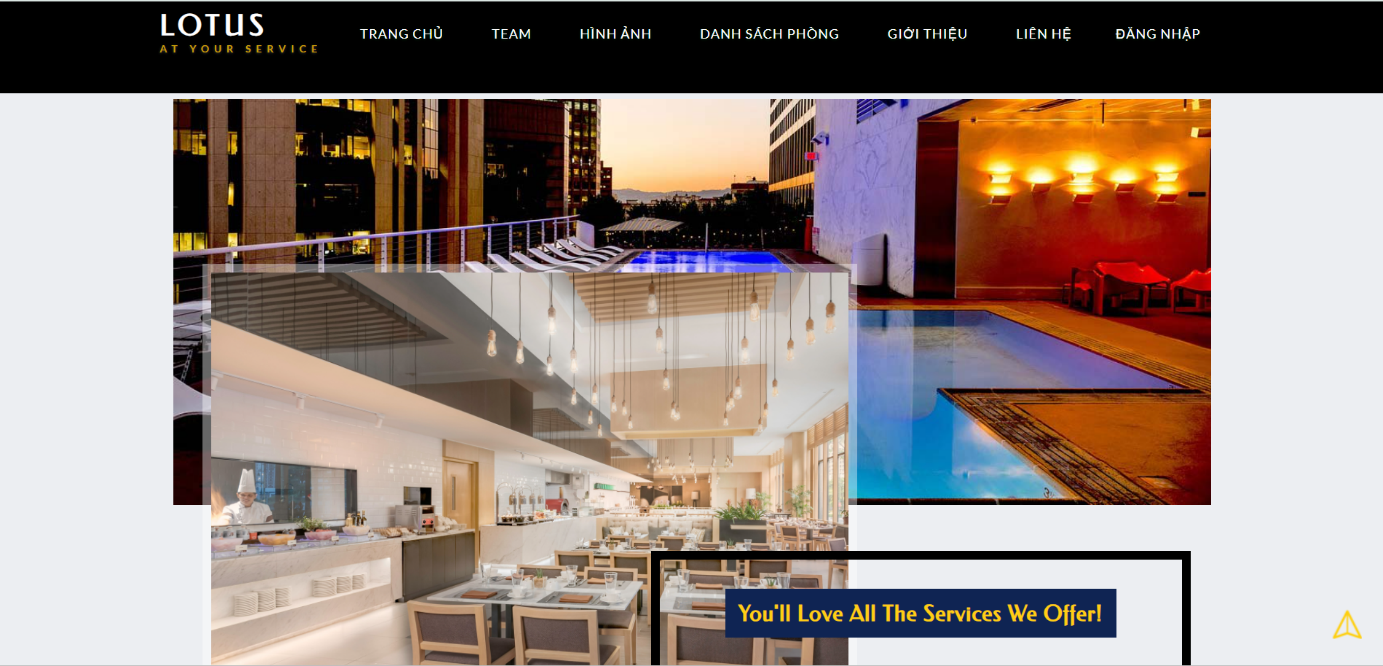 LOTUS
AT YOUR SERVICE
TRANG CHỦ TEAM HÌNH ẢNH DANH SÁCH PHÒNG GIỚI THIỆU LIÊN HỆ ĐĂNG NHẬP
You'll Love All The Services We Offer!